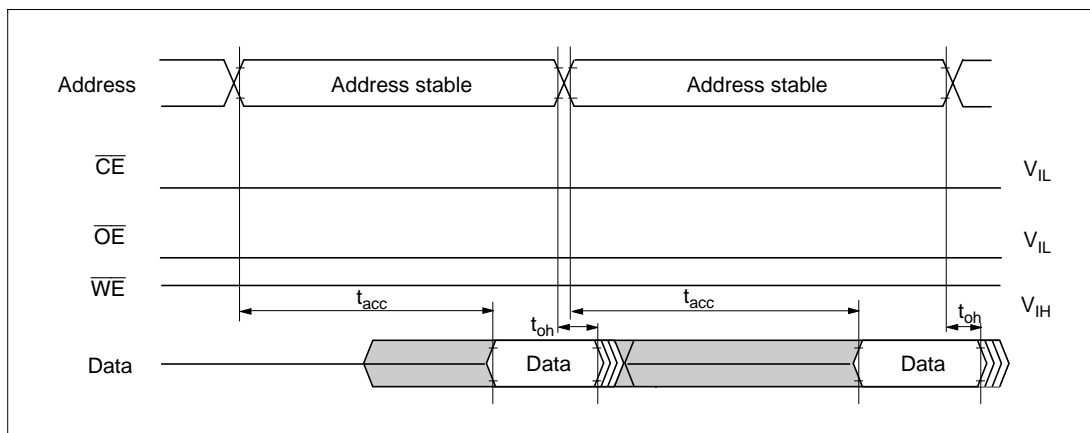 Address
Address stable
Address stable
CE
V_IL
OE
V_IL
WE
V_IH
t_acc
t_acc
t_oh
t_oh
Data
Data
Data